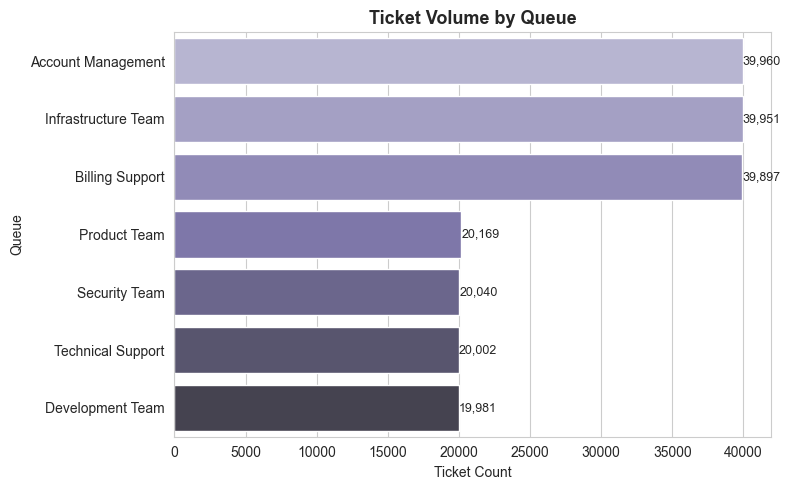 Ticket Volume by Queue
Queue
Account Management 39,960
Infrastructure Team 39,951
Billing Support 39,897
Product Team 20,169
Security Team 20,040
Technical Support 20,002
Development Team 19,981
0 5000 10000 15000 20000 25000 30000 35000 40000
Ticket Count